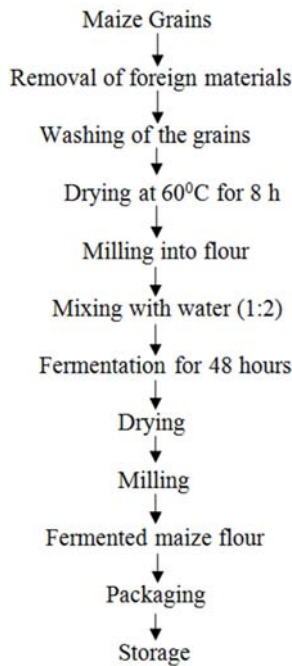 Maize Grains
Removal of foreign materials
Washing of the grains
Drying at 60⁰C for 8 h
Milling into flour
Mixing with water (1:2)
Fermentation for 48 hours
Drying
Milling
Fermented maize flour
Packaging
Storage